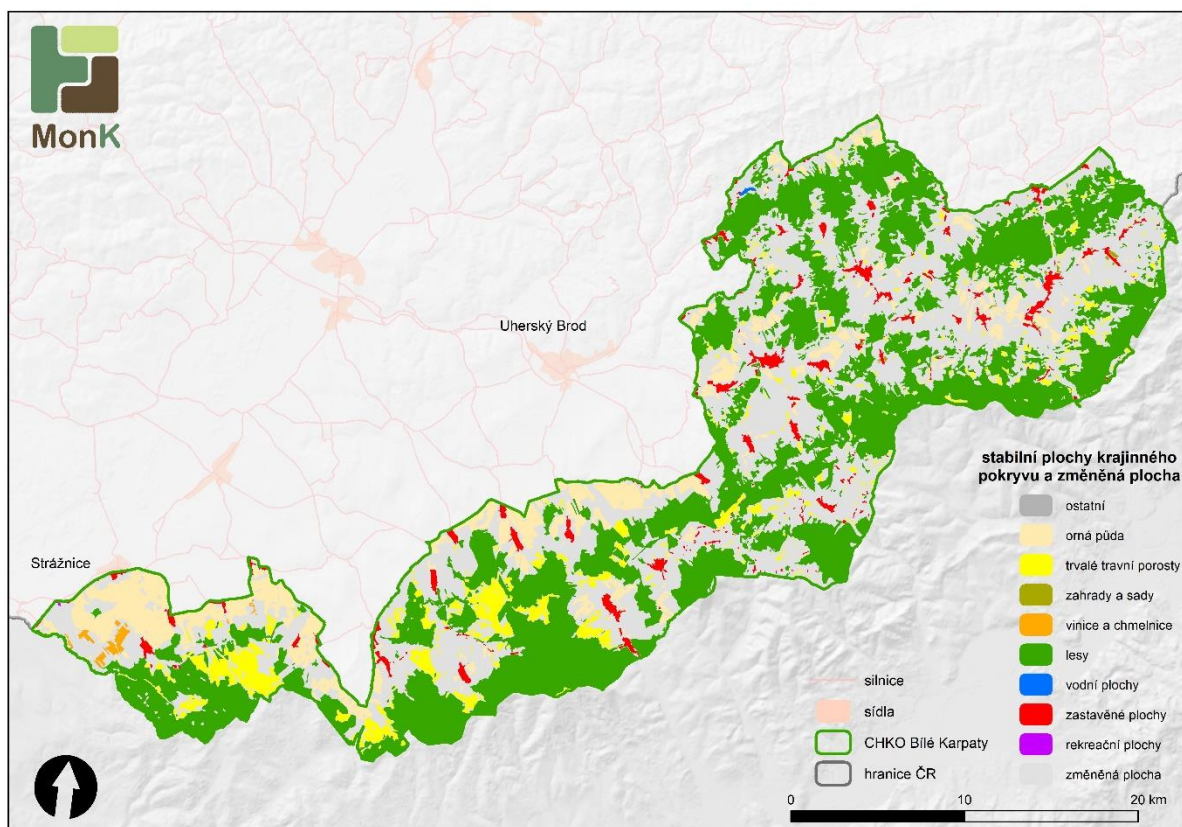 MonK
Uherský Brod
Strážnice
stabilní plochy krajinného
pokryvu a změněná plocha
ostatní
orná půda
trvalé travní porosty
zahrady a sady
vinice a chmelnice
lesy
vodní plochy
zastavěné plochy
rekreační plochy
změněná plocha
silnice
sídla
CHKO Bílé Karpaty
hranice ČR
0 10 20 km